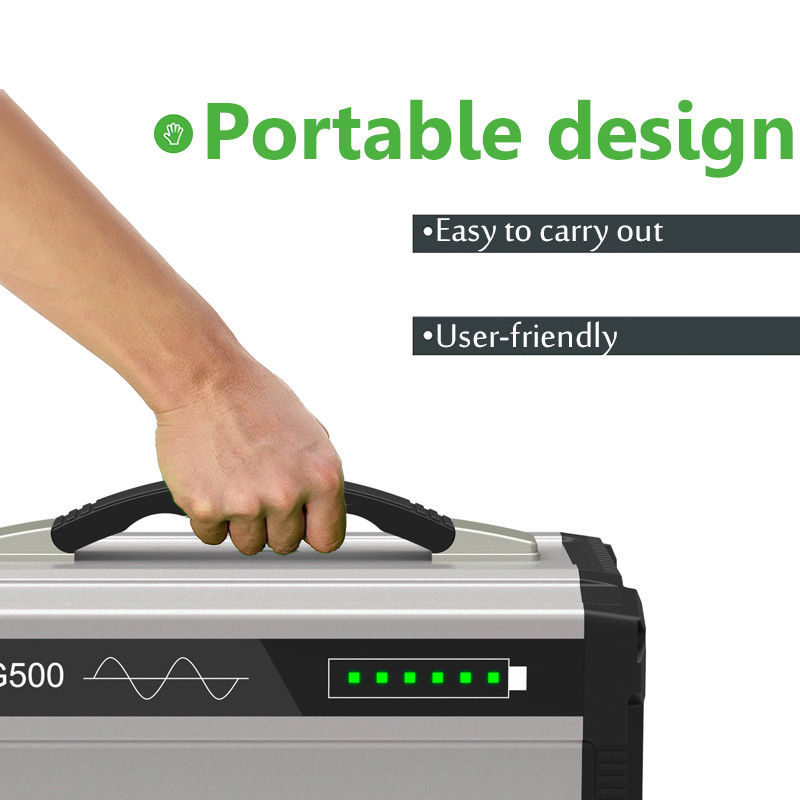 Portable design
•Easy to carry out
•User-friendly
G500